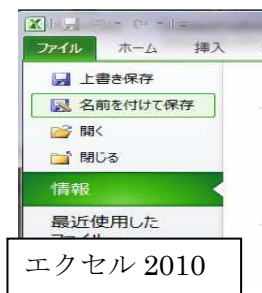 ファイル ホーム 挿入
上書き保存
名前を付けて保存
開く
閉じる
情報
最近使用した
エクセル 2010